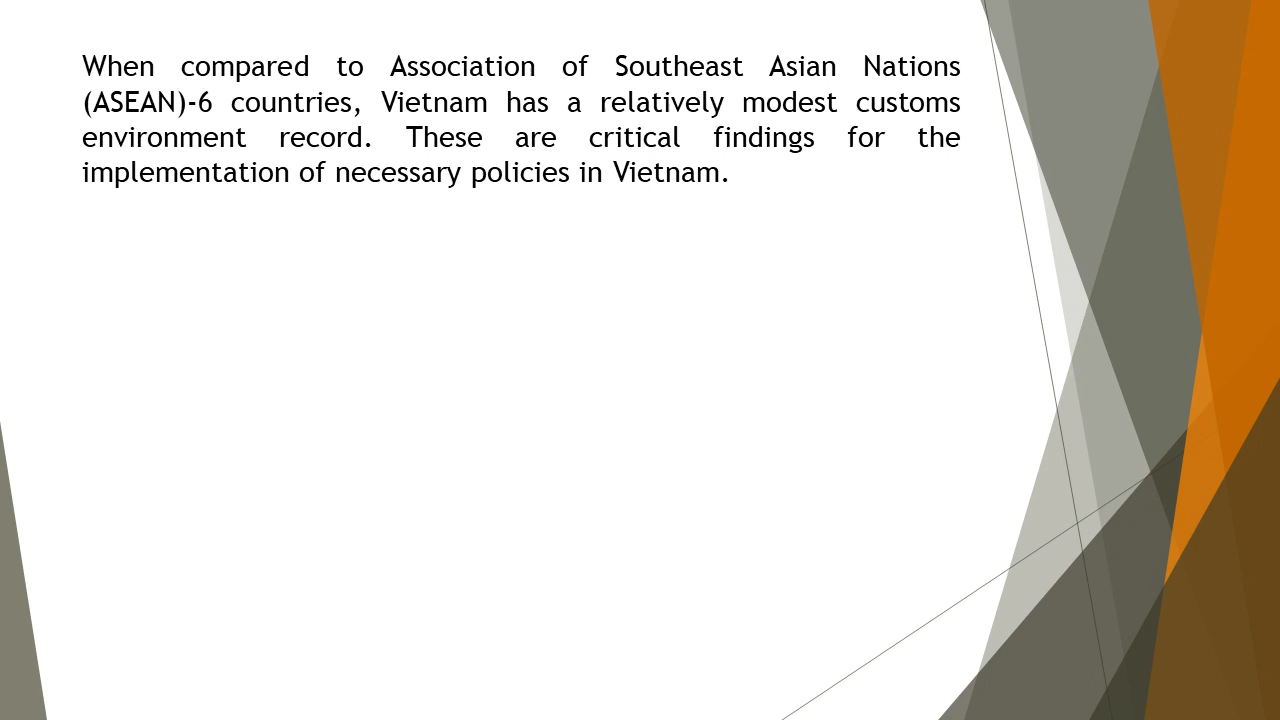 When compared to Association of Southeast Asian Nations
(ASEAN)-6 countries, Vietnam has a relatively modest customs
environment record. These are critical findings for the
implementation of necessary policies in Vietnam.